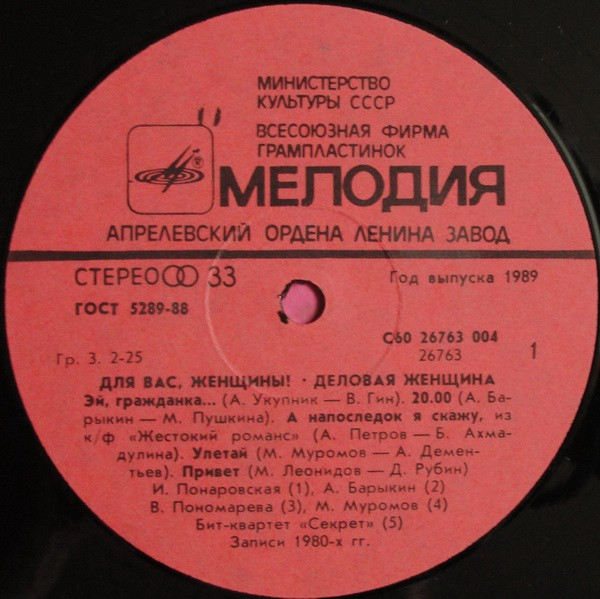 МИНИСТЕРСТВО
КУЛЬТУРЫ СССР
ВСЕСОЮЗНАЯ ФИРМА
ГРАМПЛАСТИНОК
МЕЛОДИЯ
АПРЕЛЕВСКИЙ ОРДЕНА ЛЕНИНА ЗАВОД
СТЕРЕО 33
Год выпуска 1989
ГОСТ 5289-88
С60 26763 004
Гр. 3. 2-25
26763
1
ДЛЯ ВАС, ЖЕНЩИНЫ! · ДЕЛОВАЯ ЖЕНЩИНА
Эй, гражданка... (А. Укупник — В. Гин). 20.00 (А. Ба-
рыкин — М. Пушкина). А напоследок я скажу, из
к/ф «Жестокий романс» (А. Петров — Б. Ахма-
дулина). Улетай (М. Муромов — А. Демен-
тьев). Привет (М. Леонидов — Д. Рубин)
И. Понаровская (1), А. Барыкин (2)
В. Пономарева (3), М. Муромов (4)
Бит-квартет «Секрет» (5)
Записи 1980-х гг.